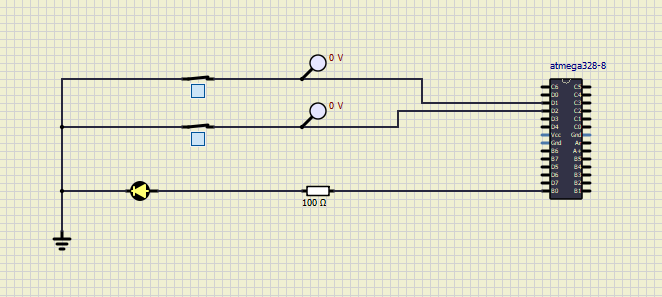 0 V
atmega328-8
0 V
C6 C5
D0 C4
D1 C3
D2 C2
D3 C1
D4 C0
Vcc Gnd
Gnd Ar
B6 A+
B7 B5
D5 B4
D6 B3
D7 B2
B0 B1
100 Ω